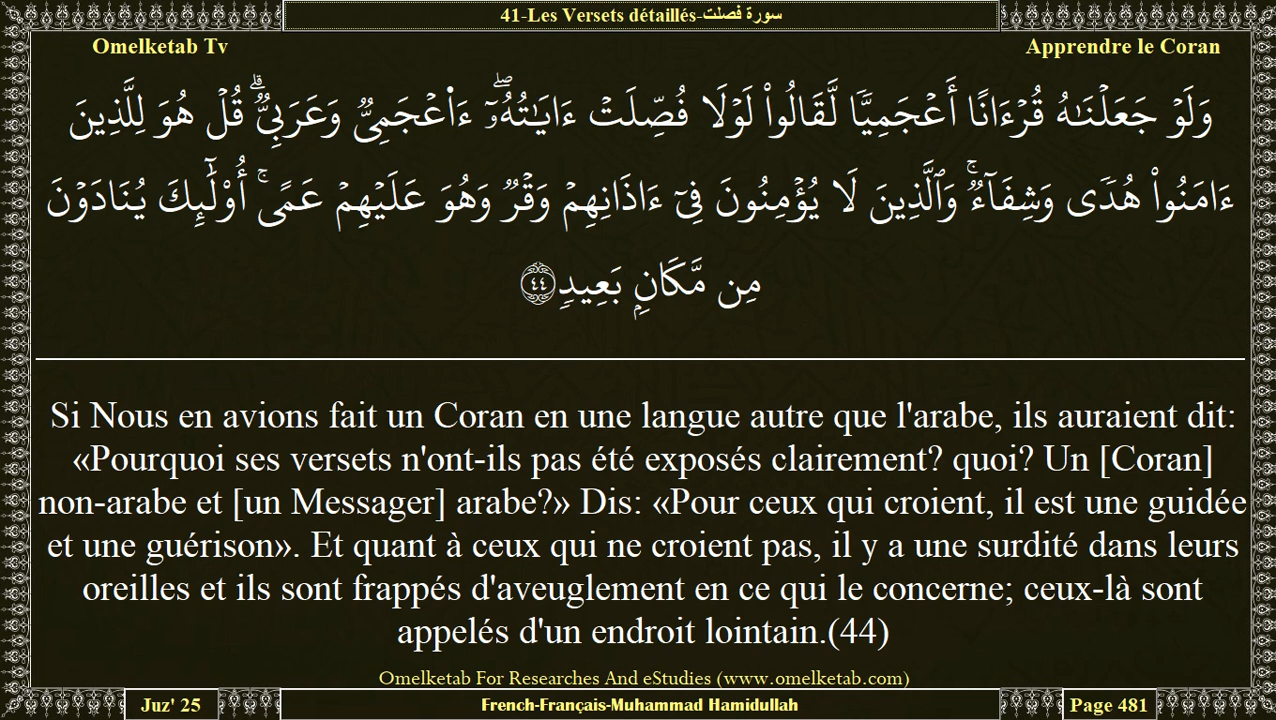 41-Les Versets détaillés-سورة فصلت
Omelketab Tv
Apprendre le Coran
وَلَوْ جَعَلْنَٰهُ قُرْءَانًا أَعْجَمِيًّا لَّقَالُوا۟ لَوْلَا فُصِّلَتْ ءَايَٰتُهُۥٓ ۖ ءَا۬عْجَمِىٌّ وَعَرَبِىٌّ ۗ قُلْ هُوَ لِلَّذِينَ
ءَامَنُوا۟ هُدًى وَشِفَآءٌ ۚ وَٱلَّذِينَ لَا يُؤْمِنُونَ فِىٓ ءَاذَانِهِمْ وَقْرٌ وَهُوَ عَلَيْهِمْ عَمًى ۚ أُو۟لَٰٓئِكَ يُنَادَوْنَ
مِن مَّكَانٍۭ بَعِيدٍ ٤٤
Si Nous en avions fait un Coran en une langue autre que l'arabe, ils auraient dit:
«Pourquoi ses versets n'ont-ils pas été exposés clairement? quoi? Un [Coran]
non-arabe et [un Messager] arabe?» Dis: «Pour ceux qui croient, il est une guidée
et une guérison». Et quant à ceux qui ne croient pas, il y a une surdité dans leurs
oreilles et ils sont frappés d'aveuglement en ce qui le concerne; ceux-là sont
appelés d'un endroit lointain.(44)
Omelketab For Researches And eStudies (www.omelketab.com)
Juz' 25
French-Français-Muhammad Hamidullah
Page 481